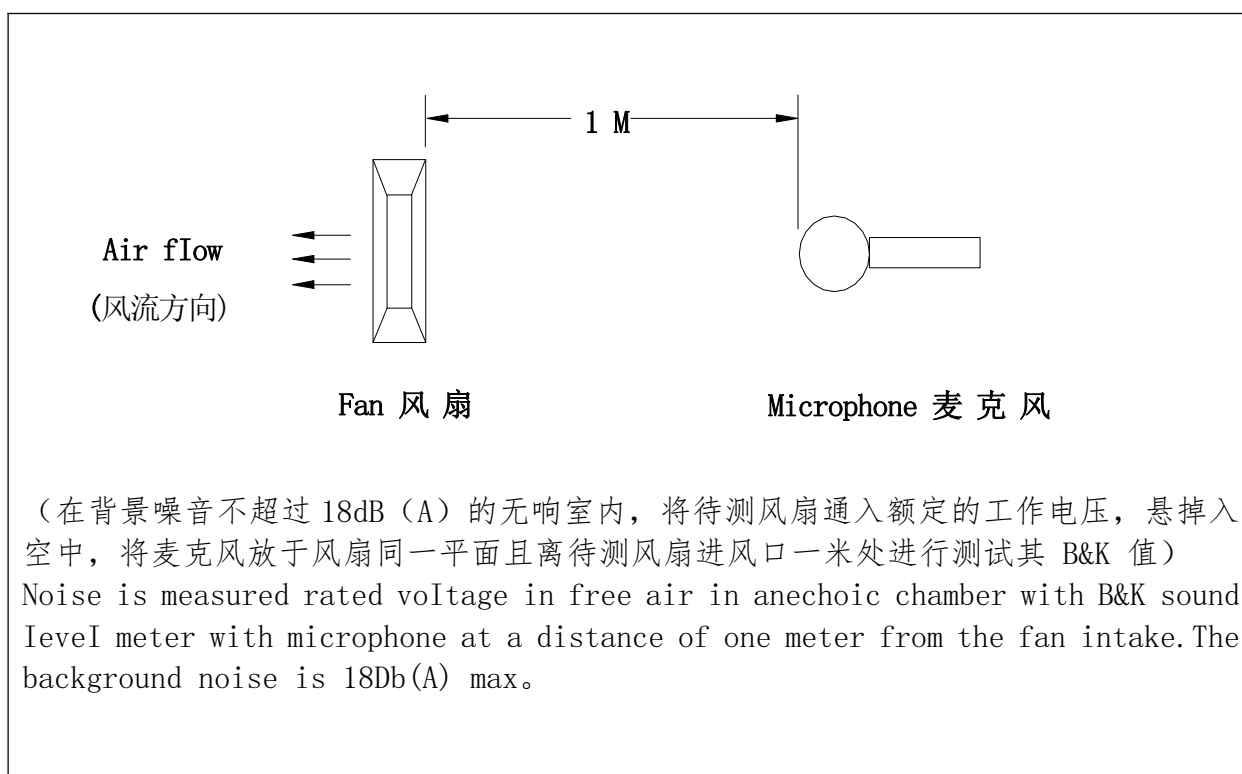 1 M
Air fIow
(风流方向)
Fan 风 扇
Microphone 麦 克 风
（在背景噪音不超过 18dB（A）的无响室内，将待测风扇通入额定的工作电压，悬掉入
空中，将麦克风放于风扇同一平面且离待测风扇进风口一米处进行测试其 B&K 值）
Noise is measured rated voItage in free air in anechoic chamber with B&K sound
IeveI meter with microphone at a distance of one meter from the fan intake.The
background noise is 18Db(A) max。